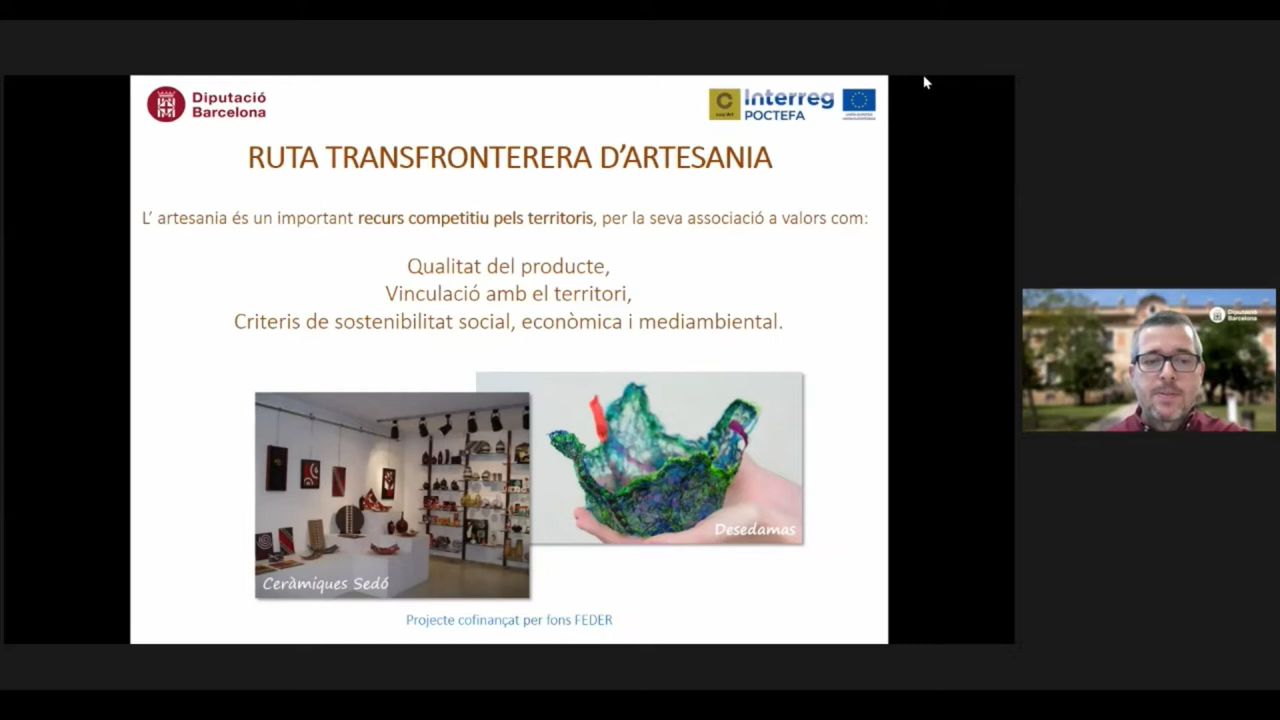 Diputació
Barcelona
C
Interreg
POCTEFA
RUTA TRANSFRONTERERA D’ARTESANIA
L’ artesania és un important recurs competitiu pels territoris, per la seva associació a valors com:
Qualitat del producte,
Vinculació amb el territori,
Criteris de sostenibilitat social, econòmica i mediambiental.
Diputació
Barcelona
Desedamas
Ceràmiques Sedó
Projecte cofinançat per fons FEDER